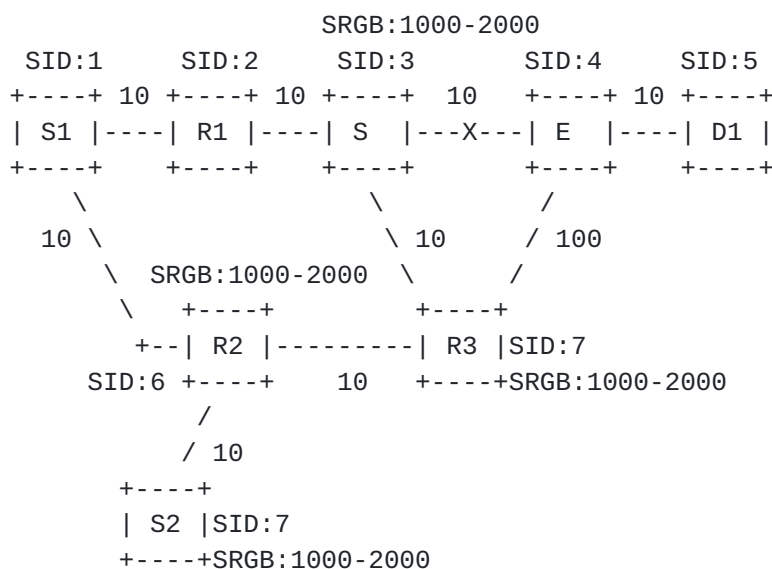 SRGB:1000-2000
 SID:1     SID:2     SID:3       SID:4     SID:5
+----+ 10 +----+ 10 +----+  10   +----+ 10 +----+
| S1 |----| R1 |----| S  |---X---| E  |----| D1 |
+----+    +----+    +----+       +----+    +----+
    \                  \          /
  10 \                  \ 10     / 100
      \  SRGB:1000-2000  \      /
       \   +----+          +----+
        +--| R2 |---------| R3 |SID:7
     SID:6 +----+    10   +----+SRGB:1000-2000
            /
           / 10
       +----+
       | S2 |SID:7
       +----+SRGB:1000-2000